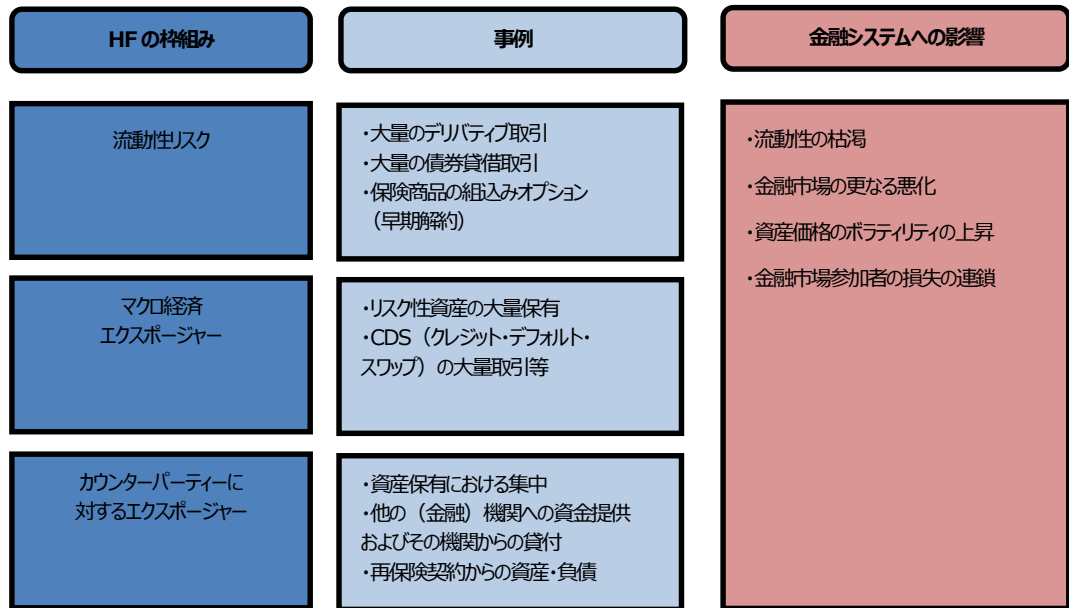 HFの枠組み
事例
金融システムへの影響
流動性リスク
・大量のデリバティブ取引
・大量の債券貸借取引
・保険商品の組込みオプション
（早期解約）
マクロ経済
エクスポージャー
・リスク性資産の大量保有
・CDS（クレジット・デフォルト・
スワップ）の大量取引等
カウンターパーティーに
対するエクスポージャー
・資産保有における集中
・他の（金融）機関への資金提供
およびその機関からの貸付
・再保険契約からの資産・負債
・流動性の枯渇
・金融市場の更なる悪化
・資産価格のボラティリティの上昇
・金融市場参加者の損失の連鎖